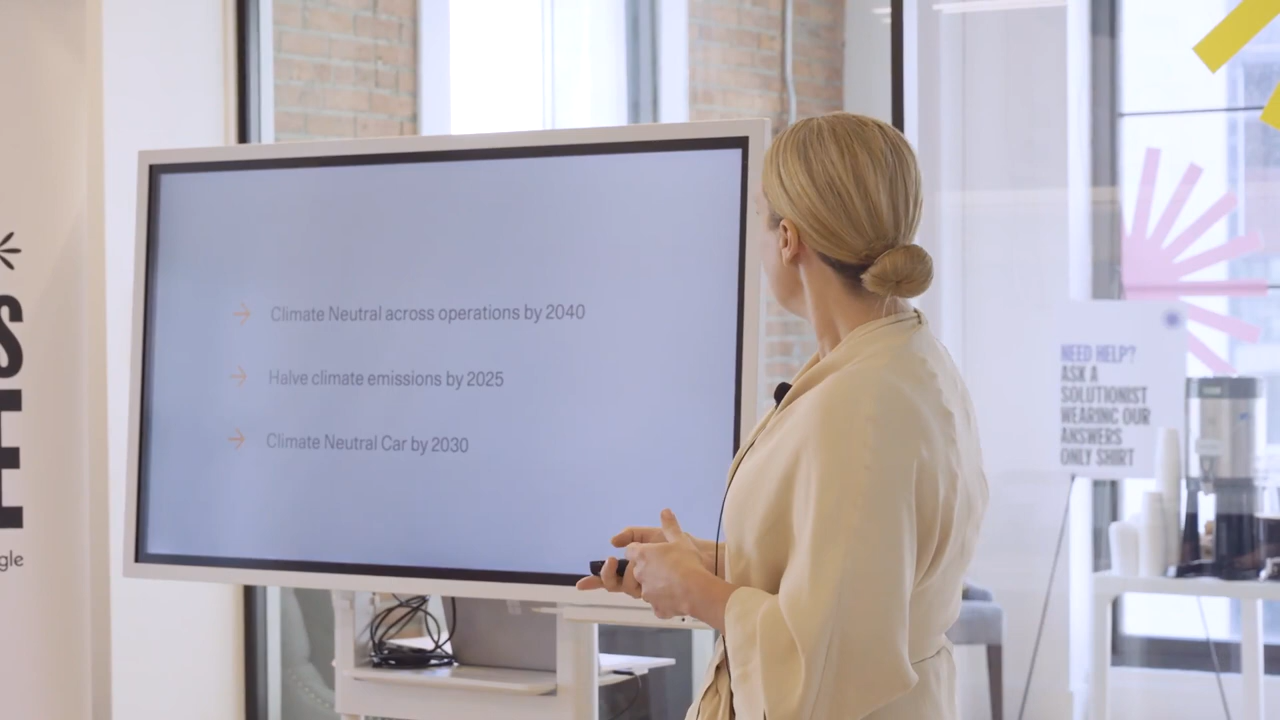 S
E
gle
Climate Neutral across operations by 2040
Halve climate emissions by 2025
Climate Neutral Car by 2030
NEED HELP?
ASK A
SOLUTIONIST
WEARING OUR
ANSWERS
ONLY SHIRT